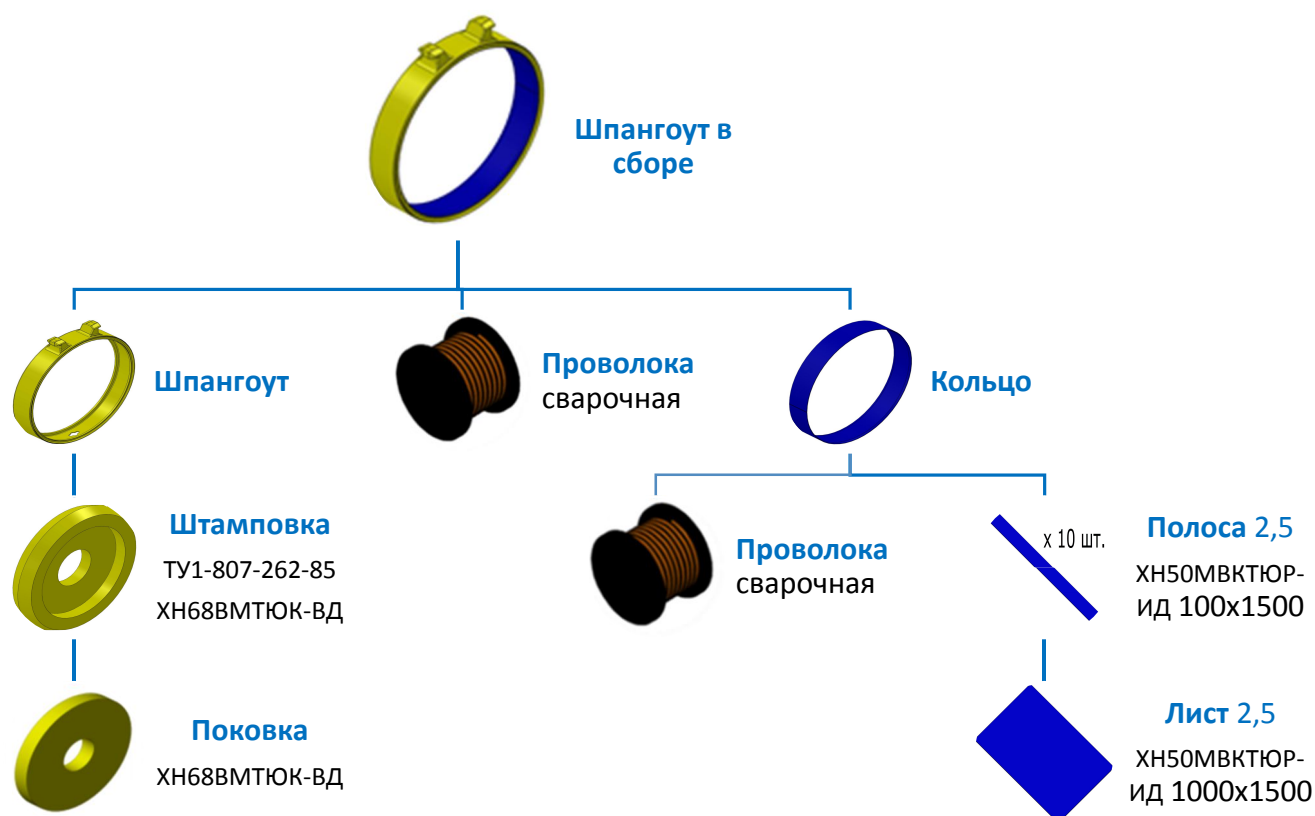 Шпангоут в
сборе
Шпангоут
Проволока
сварочная
Кольцо
Штамповка
ТУ1-807-262-85
ХН68ВМТЮК-ВД
Проволока
сварочная
х 10 шт.
Полоса 2,5
ХН50МВКТЮР-
ИД 100х1500
Поковка
ХН68ВМТЮК-ВД
Лист 2,5
ХН50МВКТЮР-
ИД 1000х1500